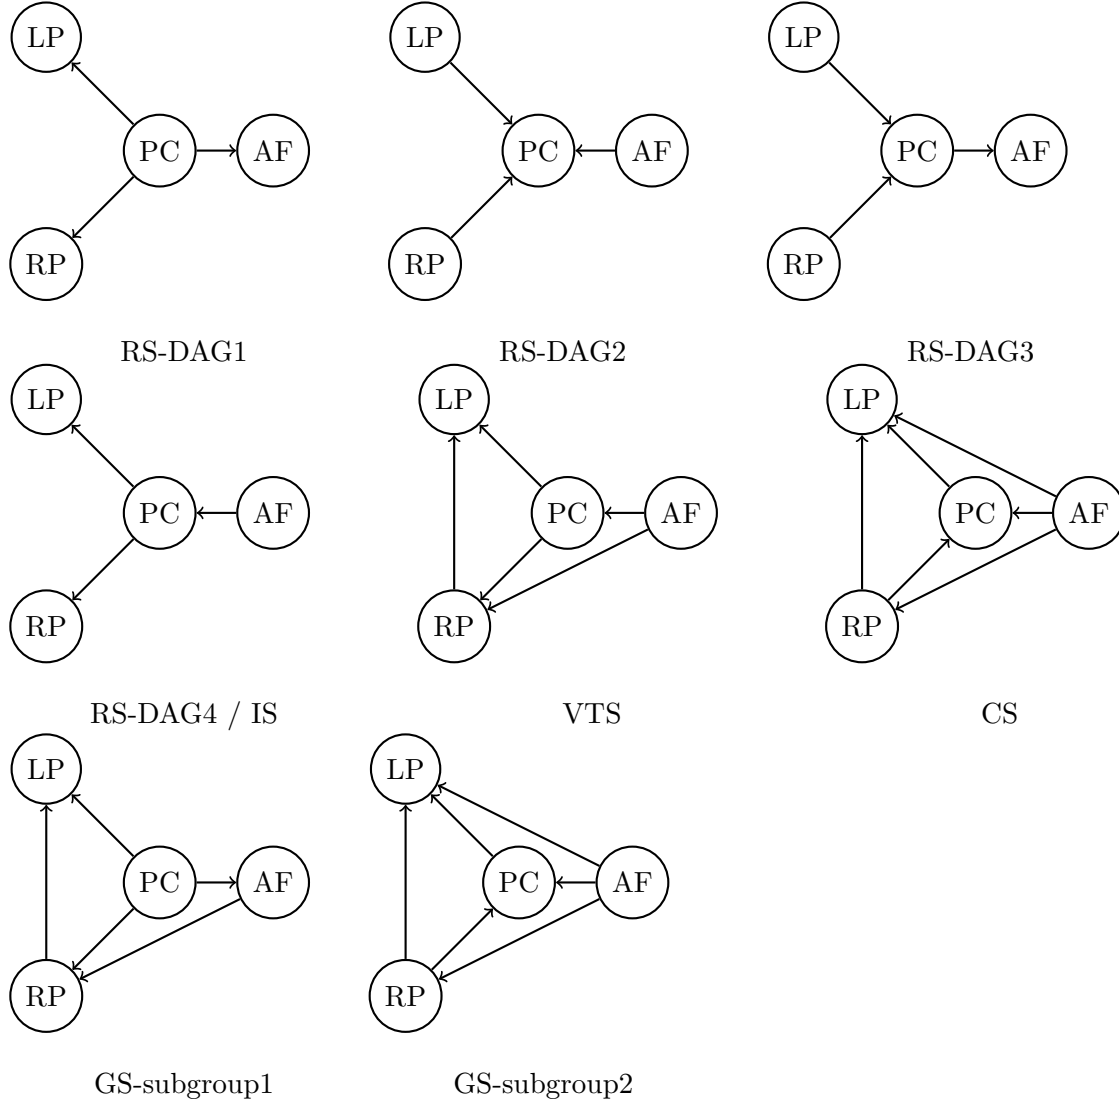 LP LP LP
PC AF PC AF PC AF
RP RP RP
RS-DAG1 RS-DAG2 RS-DAG3
LP LP LP
PC AF PC AF PC AF
RP RP RP
RS-DAG4 / IS VTS CS
LP LP
PC AF PC AF
RP RP
GS-subgroup1 GS-subgroup2